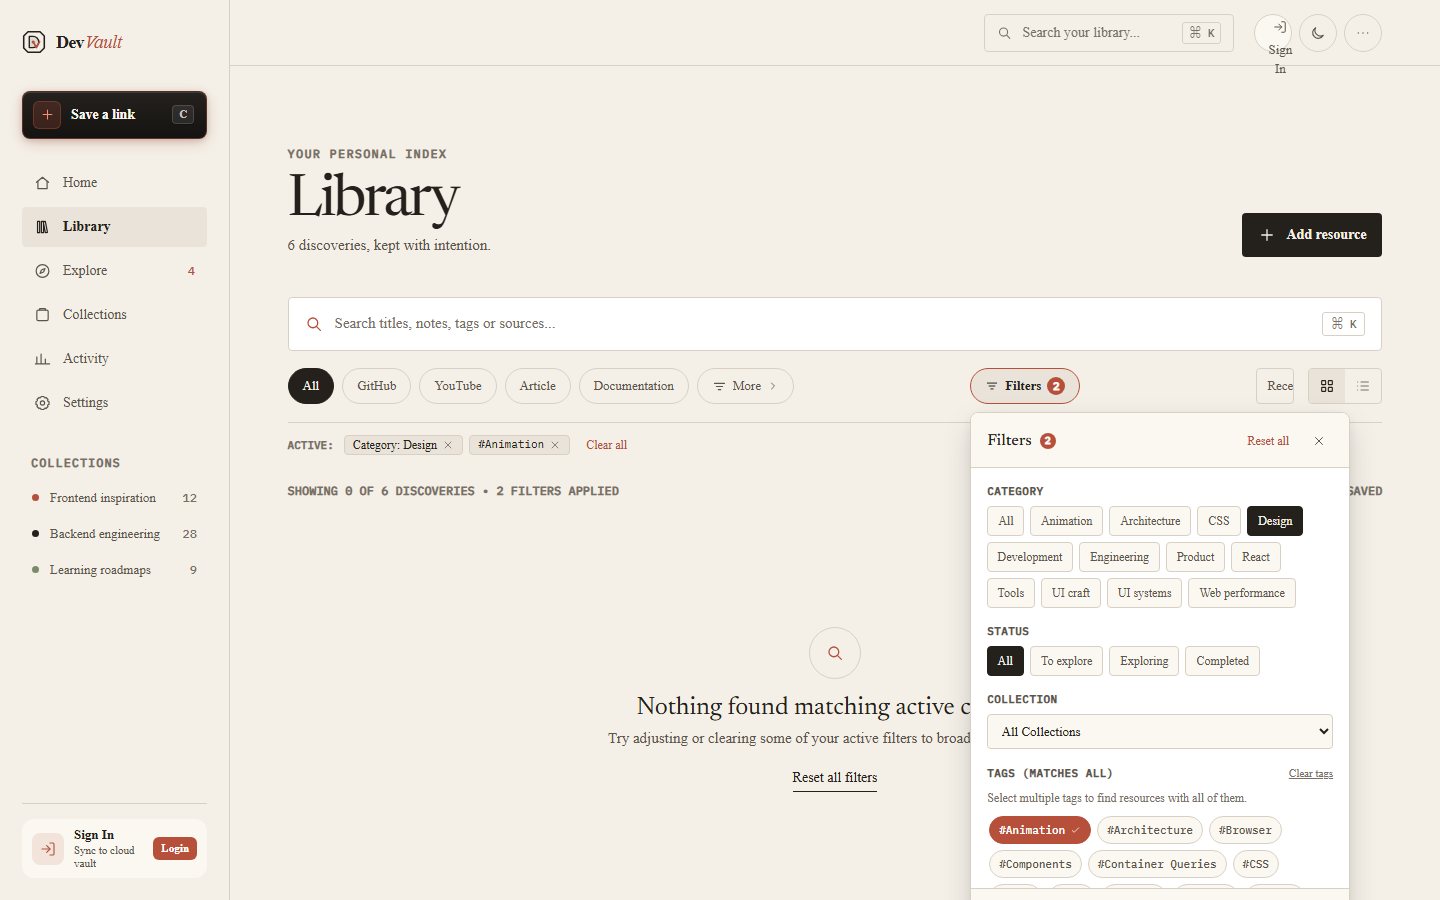 DevVault
Search your library...
⌘ K
Sign In
···
+ Save a link C
Home
Library
Explore 4
Collections
Activity
Settings
COLLECTIONS
Frontend inspiration 12
Backend engineering 28
Learning roadmaps 9
Sign In
Sync to cloud
vault
Login
YOUR PERSONAL INDEX
Library
6 discoveries, kept with intention.
+ Add resource
Search titles, notes, tags or sources...
⌘ K
All GitHub YouTube Article Documentation More
Filters 2
Rece
ACTIVE: Category: Design × #Animation × Clear all
SHOWING 0 OF 6 DISCOVERIES • 2 FILTERS APPLIED
SAVED
Nothing found matching active c
Try adjusting or clearing some of your active filters to broad
Reset all filters
Filters 2 Reset all ×
CATEGORY
All Animation Architecture CSS Design
Development Engineering Product React
Tools UI craft UI systems Web performance
STATUS
All To explore Exploring Completed
COLLECTION
All Collections
TAGS (MATCHES ALL) Clear tags
Select multiple tags to find resources with all of them.
#Animation ✓ #Architecture #Browser
#Components #Container Queries #CSS